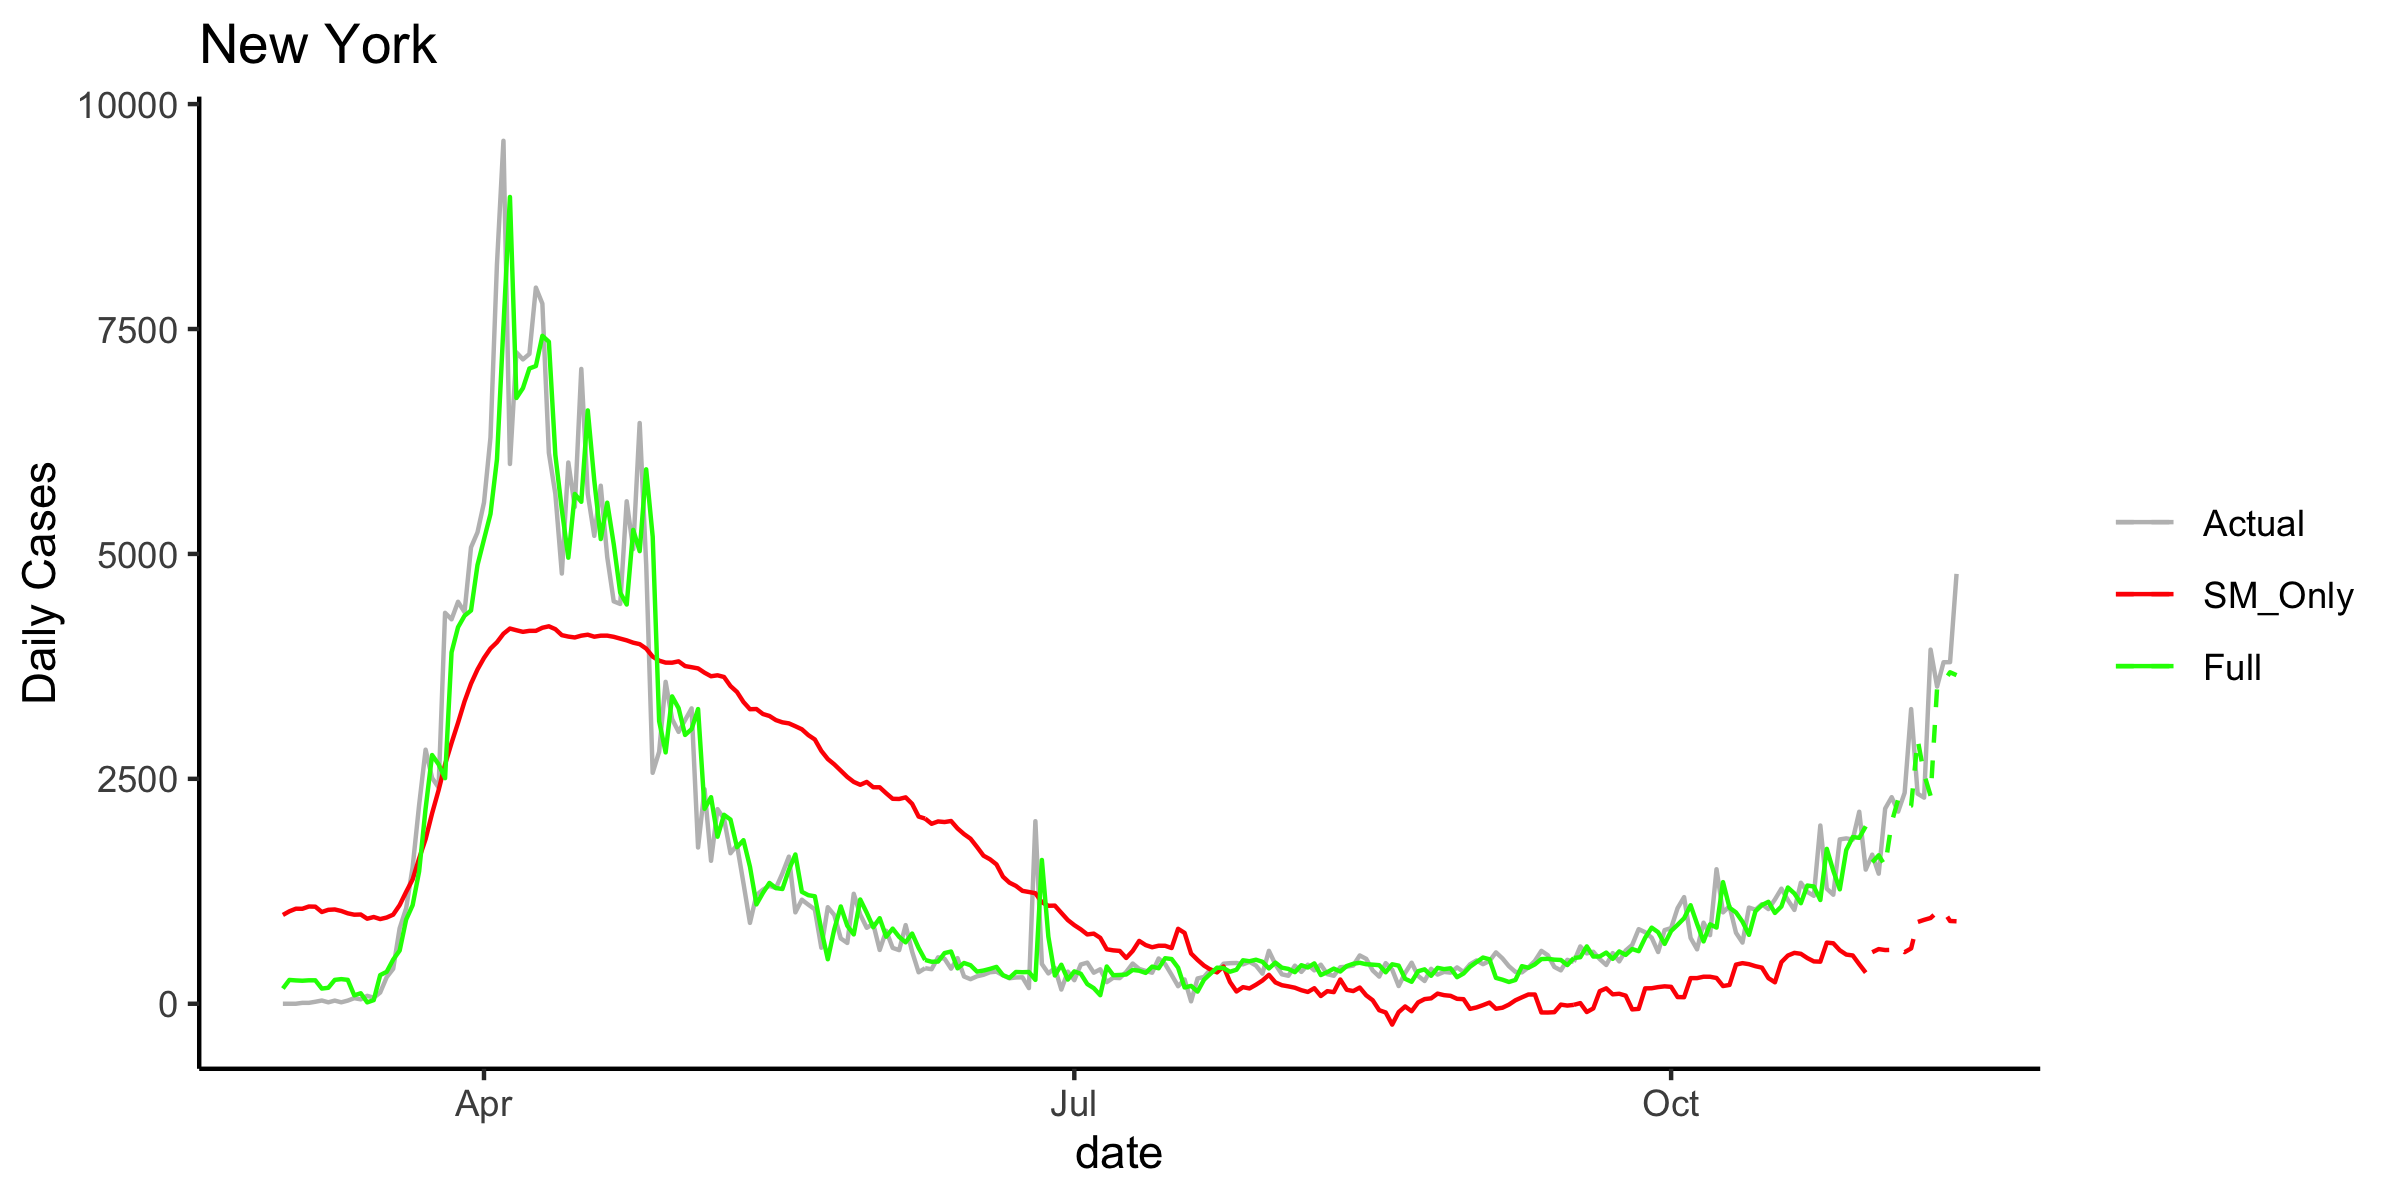 New York
10000
7500
5000
2500
0
Daily Cases
Apr
Jul
Oct
date
Actual
SM_Only
Full